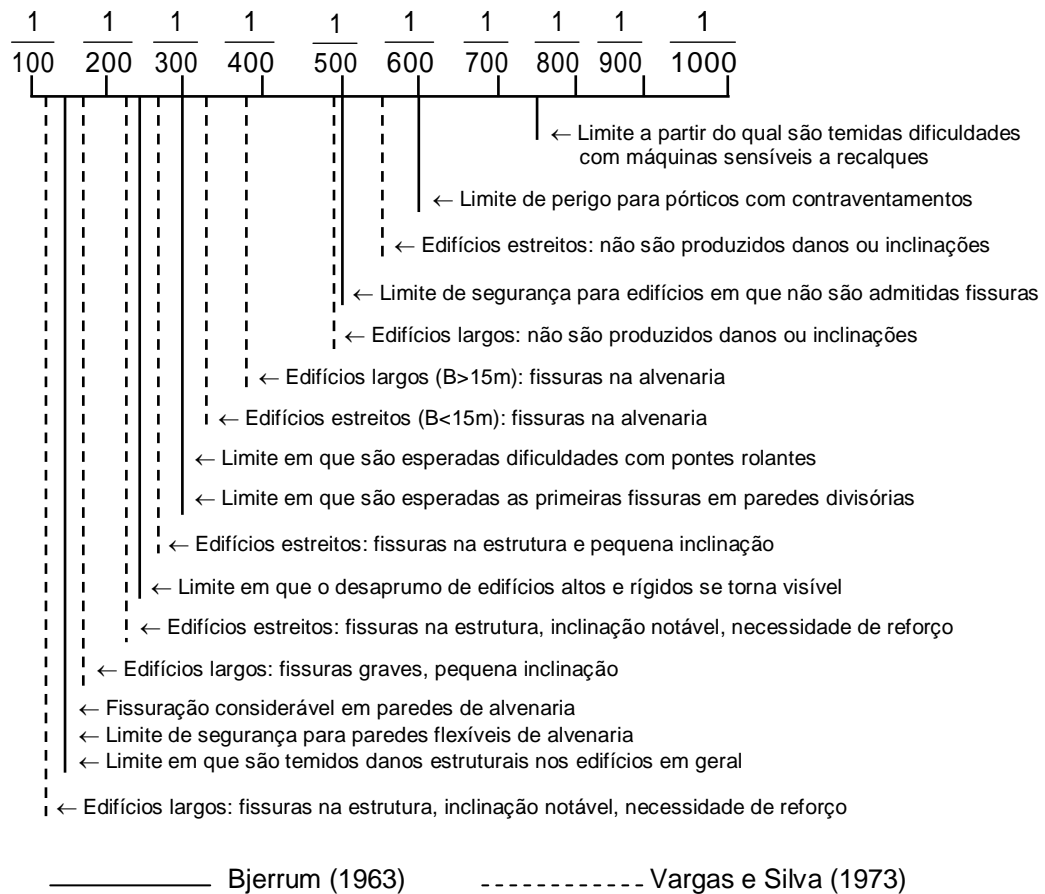 1 1 1 1 1 1 1 1 1 1
100 200 300 400 500 600 700 800 900 1000
← Limite a partir do qual são temidas dificuldades
com máquinas sensíveis a recalques
← Limite de perigo para pórticos com contraventamentos
← Edifícios estreitos: não são produzidos danos ou inclinações
← Limite de segurança para edifícios em que não são admitidas fissuras
← Edifícios largos: não são produzidos danos ou inclinações
← Edifícios largos (B>15m): fissuras na alvenaria
← Edifícios estreitos (B<15m): fissuras na alvenaria
← Limite em que são esperadas dificuldades com pontes rolantes
← Limite em que são esperadas as primeiras fissuras em paredes divisórias
← Edifícios estreitos: fissuras na estrutura e pequena inclinação
← Limite em que o desaprumo de edifícios altos e rígidos se torna visível
← Edifícios estreitos: fissuras na estrutura, inclinação notável, necessidade de reforço
← Edifícios largos: fissuras graves, pequena inclinação
← Fissuração considerável em paredes de alvenaria
← Limite de segurança para paredes flexíveis de alvenaria
← Limite em que são temidos danos estruturais nos edifícios em geral
← Edifícios largos: fissuras na estrutura, inclinação notável, necessidade de reforço
Bjerrum (1963) Vargas e Silva (1973)